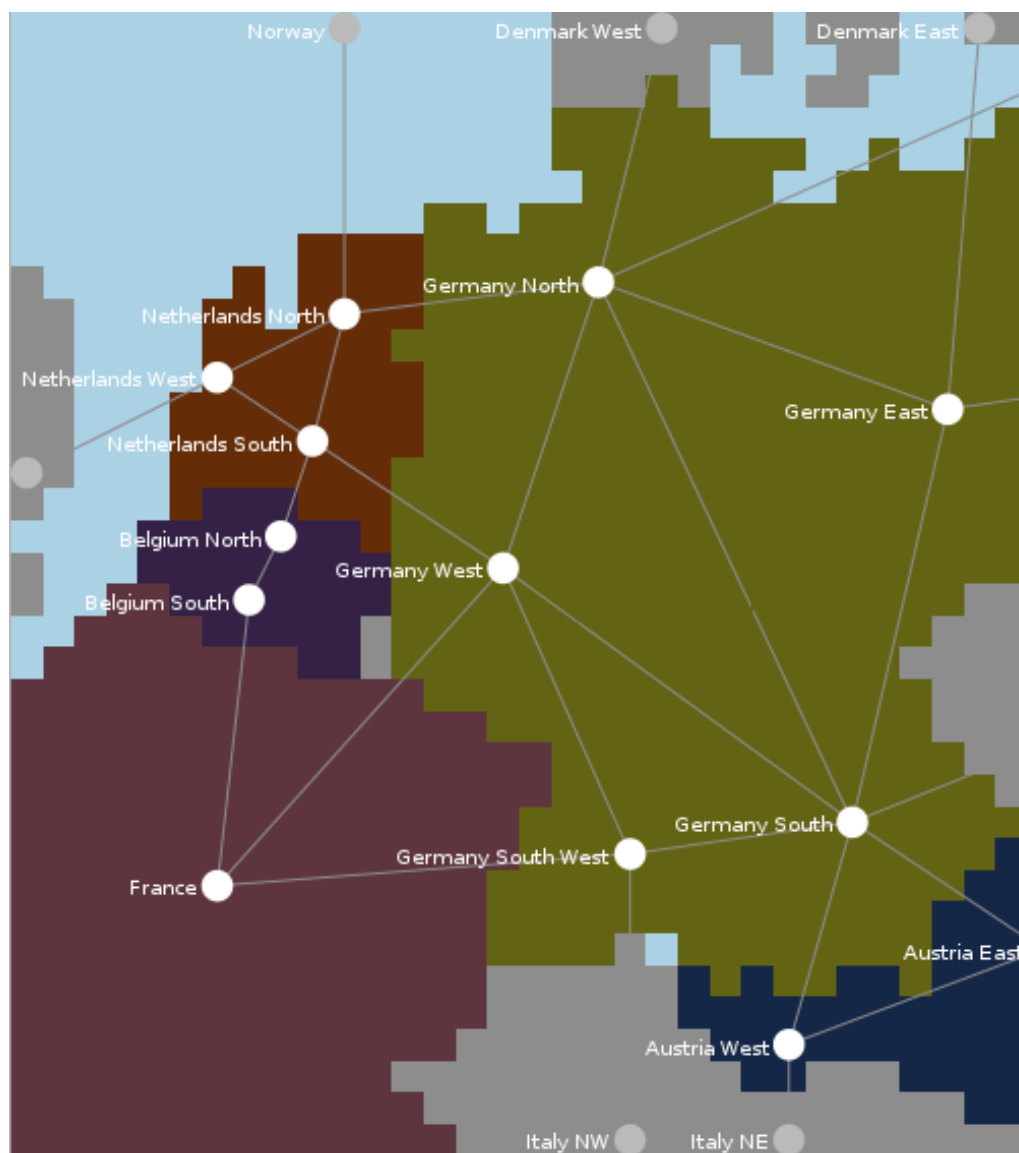 Norway
Denmark West
Denmark East
Germany North
Netherlands North
Netherlands West
Germany East
Netherlands South
Belgium North
Germany West
Belgium South
Germany South
Germany South West
France
Austria East
Austria West
Italy NW
Italy NE